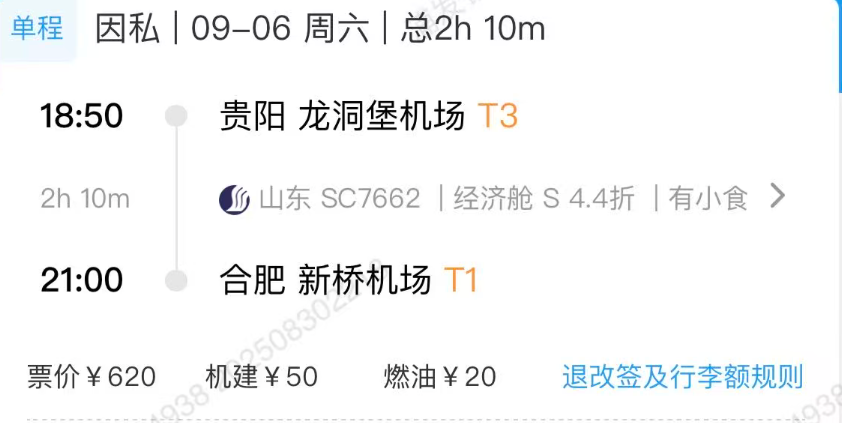 单程 因私 | 09-06 周六 | 总2h 10m
18:50 贵阳 龙洞堡机场 T3
2h 10m 山东 SC7662 | 经济舱 S 4.4折 | 有小食
21:00 合肥 新桥机场 T1
票价￥620 机建￥50 燃油￥20 退改签及行李额规则